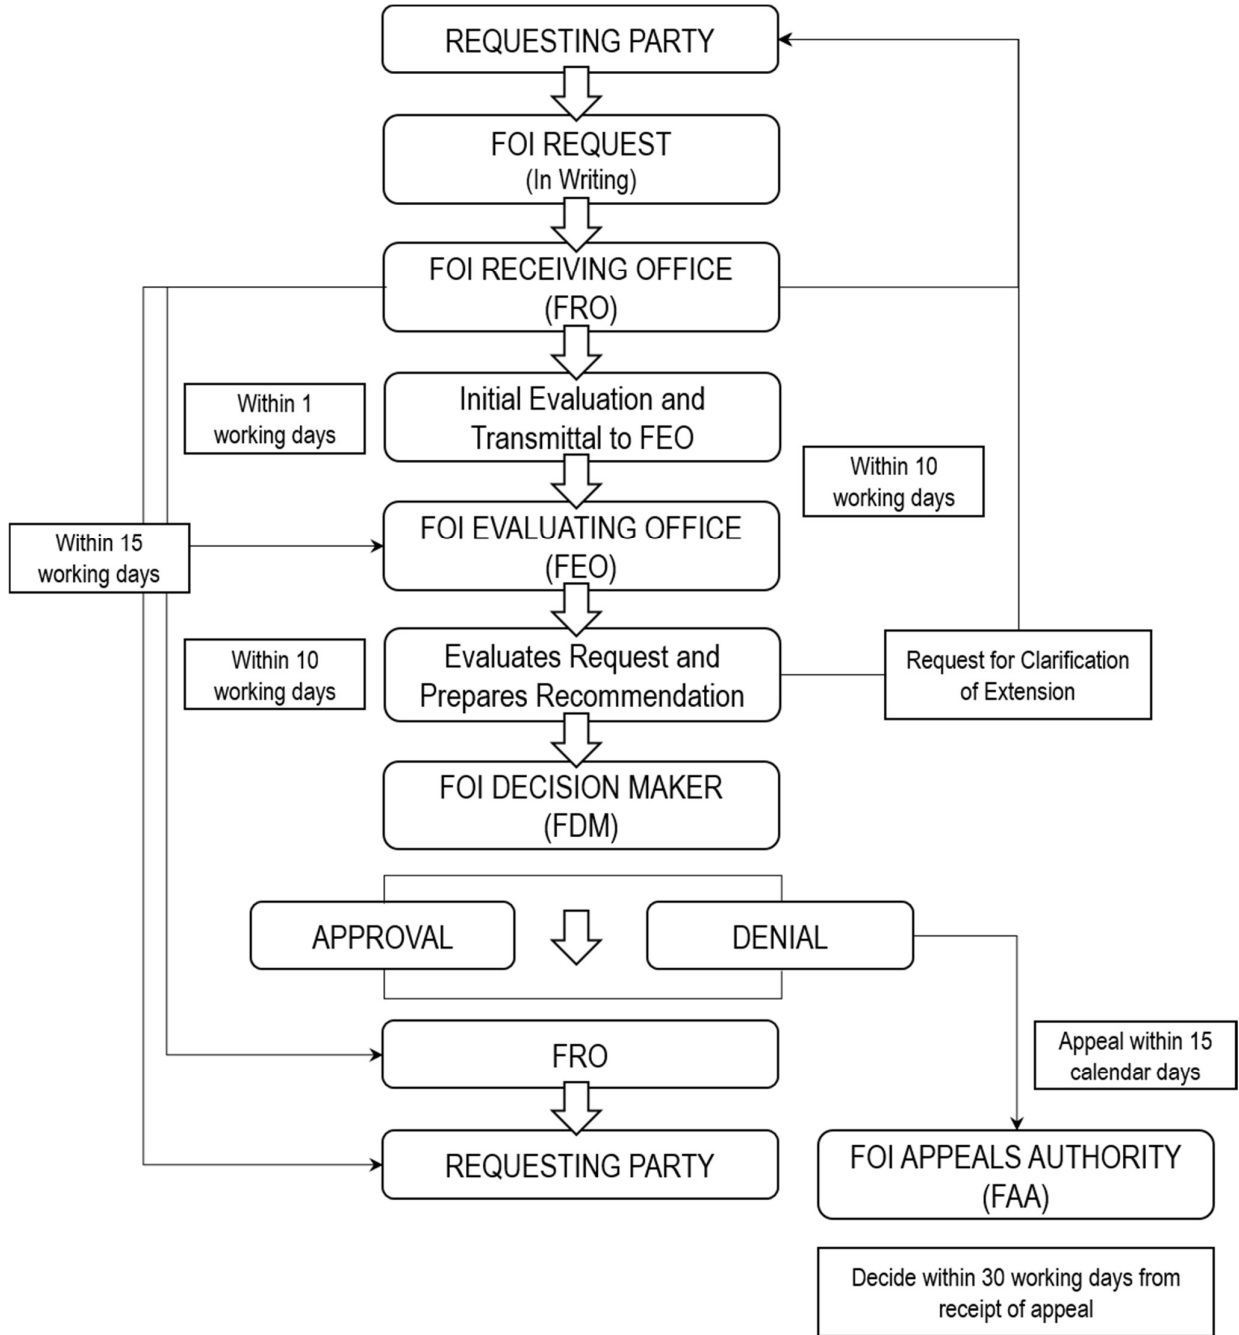 REQUESTING PARTY
FOI REQUEST
(In Writing)
FOI RECEIVING OFFICE
(FRO)
Within 1
working days
Initial Evaluation and
Transmittal to FEO
Within 10
working days
Within 15
working days
FOI EVALUATING OFFICE
(FEO)
Within 10
working days
Evaluates Request and
Prepares Recommendation
Request for Clarification
of Extension
FOI DECISION MAKER
(FDM)
APPROVAL
DENIAL
FRO
Appeal within 15
calendar days
REQUESTING PARTY
FOI APPEALS AUTHORITY
(FAA)
Decide within 30 working days from
receipt of appeal